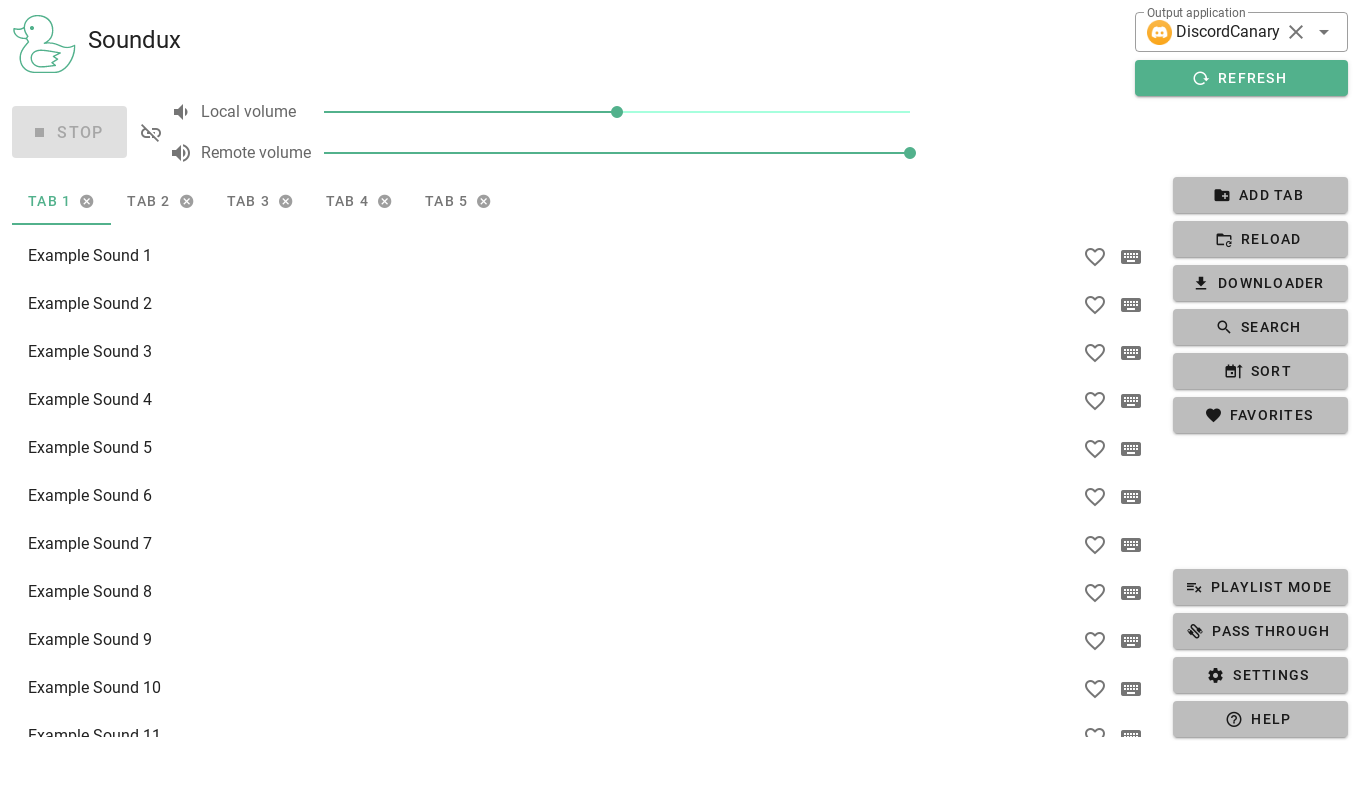 Soundux
Output application
DiscordCanary
REFRESH
STOP
Local volume
Remote volume
TAB 1
TAB 2
TAB 3
TAB 4
TAB 5
Example Sound 1
Example Sound 2
Example Sound 3
Example Sound 4
Example Sound 5
Example Sound 6
Example Sound 7
Example Sound 8
Example Sound 9
Example Sound 10
Example Sound 11
ADD TAB
RELOAD
DOWNLOADER
SEARCH
SORT
FAVORITES
PLAYLIST MODE
PASS THROUGH
SETTINGS
HELP